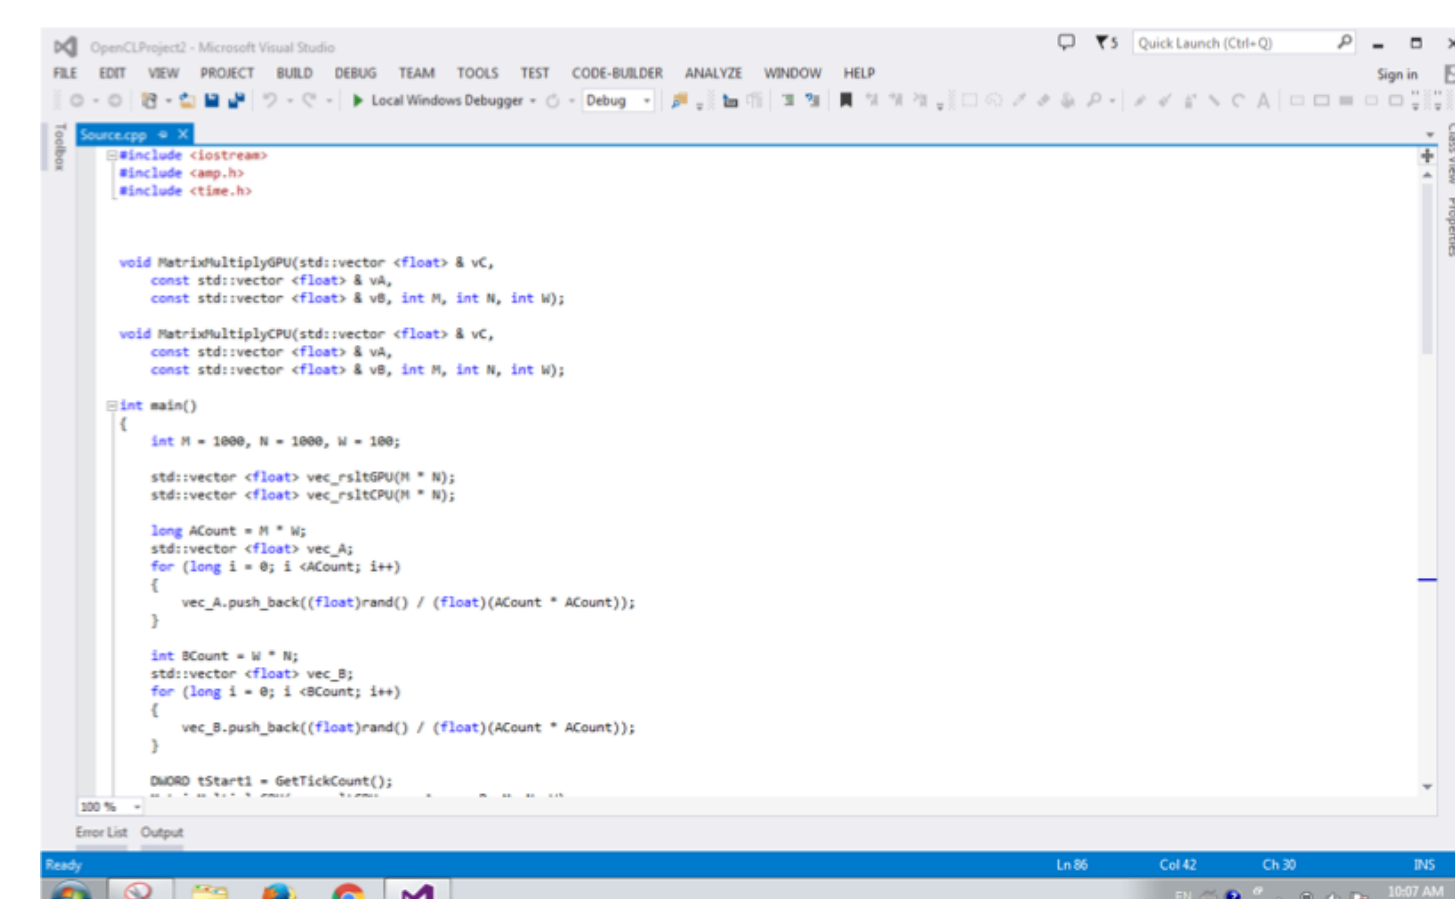 OpenCLProject2 - Microsoft Visual Studio
5
Quick Launch (Ctrl+Q)
FILE EDIT VIEW PROJECT BUILD DEBUG TEAM TOOLS TEST CODE-BUILDER ANALYZE WINDOW HELP
Sign in
Local Windows Debugger
Debug
Toolbox
Source.cpp
Class View
Properties
#include <iostream>
#include <amp.h>
#include <time.h>
void MatrixMultiplyGPU(std::vector <float> & vC,
const std::vector <float> & vA,
const std::vector <float> & vB, int M, int N, int W);
void MatrixMultiplyCPU(std::vector <float> & vC,
const std::vector <float> & vA,
const std::vector <float> & vB, int M, int N, int W);
int main()
{
int M = 1000, N = 1000, W = 100;
std::vector <float> vec_rsltGPU(M * N);
std::vector <float> vec_rsltCPU(M * N);
long ACount = M * W;
std::vector <float> vec_A;
for (long i = 0; i <ACount; i++)
{
vec_A.push_back((float)rand() / (float)(ACount * ACount));
}
int BCount = W * N;
std::vector <float> vec_B;
for (long i = 0; i <BCount; i++)
{
vec_B.push_back((float)rand() / (float)(ACount * ACount));
}
DWORD tStart1 = GetTickCount();
100 %
Error List Output
Ready
Ln 86
Col 42
Ch 30
INS
EN
10:07 AM